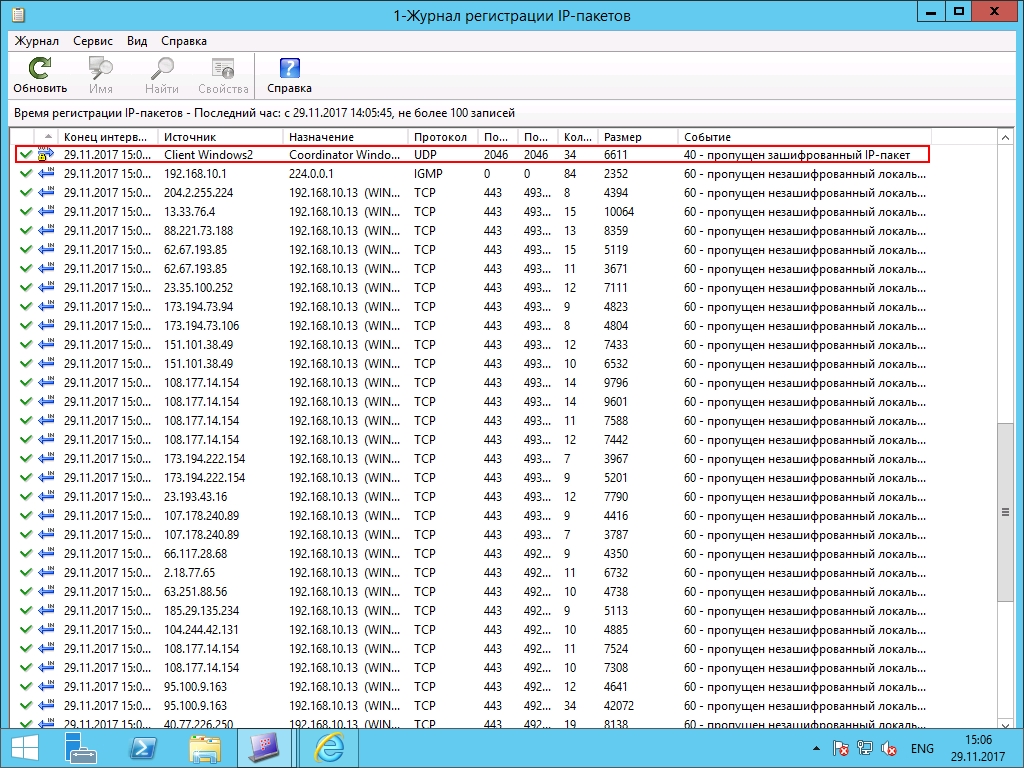 1-Журнал регистрации IP-пакетов
Журнал Сервис Вид Справка
Обновить Имя Найти Свойства Справка
Время регистрации IP-пакетов - Последний час: с 29.11.2017 14:05:45, не более 100 записей
Конец интерв... Источник Назначение Протокол По... По... Кол... Размер Событие
29.11.2017 15:0... Client Windows2 Coordinator Windo... UDP 2046 2046 34 6611 40 - пропущен зашифрованный IP-пакет
IN 29.11.2017 15:0... 192.168.10.1 224.0.0.1 IGMP 0 0 84 2352 60 - пропущен незашифрованный локаль...
IN 29.11.2017 15:0... 204.2.255.224 192.168.10.13 (WIN... TCP 443 493... 8 4394 60 - пропущен незашифрованный локаль...
IN 29.11.2017 15:0... 13.33.76.4 192.168.10.13 (WIN... TCP 443 493... 15 10064 60 - пропущен незашифрованный локаль...
IN 29.11.2017 15:0... 88.221.73.188 192.168.10.13 (WIN... TCP 443 493... 13 8359 60 - пропущен незашифрованный локаль...
IN 29.11.2017 15:0... 62.67.193.85 192.168.10.13 (WIN... TCP 443 493... 15 5119 60 - пропущен незашифрованный локаль...
IN 29.11.2017 15:0... 62.67.193.85 192.168.10.13 (WIN... TCP 443 493... 11 3671 60 - пропущен незашифрованный локаль...
IN 29.11.2017 15:0... 23.35.100.252 192.168.10.13 (WIN... TCP 443 493... 12 7111 60 - пропущен незашифрованный локаль...
IN 29.11.2017 15:0... 173.194.73.94 192.168.10.13 (WIN... TCP 443 493... 9 4823 60 - пропущен незашифрованный локаль...
IN 29.11.2017 15:0... 173.194.73.106 192.168.10.13 (WIN... TCP 443 493... 8 4804 60 - пропущен незашифрованный локаль...
IN 29.11.2017 15:0... 151.101.38.49 192.168.10.13 (WIN... TCP 443 493... 12 7433 60 - пропущен незашифрованный локаль...
IN 29.11.2017 15:0... 151.101.38.49 192.168.10.13 (WIN... TCP 443 493... 10 6532 60 - пропущен незашифрованный локаль...
IN 29.11.2017 15:0... 108.177.14.154 192.168.10.13 (WIN... TCP 443 493... 14 9796 60 - пропущен незашифрованный локаль...
IN 29.11.2017 15:0... 108.177.14.154 192.168.10.13 (WIN... TCP 443 493... 14 9601 60 - пропущен незашифрованный локаль...
IN 29.11.2017 15:0... 108.177.14.154 192.168.10.13 (WIN... TCP 443 493... 11 7588 60 - пропущен незашифрованный локаль...
IN 29.11.2017 15:0... 108.177.14.154 192.168.10.13 (WIN... TCP 443 493... 12 7442 60 - пропущен незашифрованный локаль...
IN 29.11.2017 15:0... 173.194.222.154 192.168.10.13 (WIN... TCP 443 493... 7 3967 60 - пропущен незашифрованный локаль...
IN 29.11.2017 15:0... 173.194.222.154 192.168.10.13 (WIN... TCP 443 493... 9 5201 60 - пропущен незашифрованный локаль...
IN 29.11.2017 15:0... 23.193.43.16 192.168.10.13 (WIN... TCP 443 493... 12 7790 60 - пропущен незашифрованный локаль...
IN 29.11.2017 15:0... 107.178.240.89 192.168.10.13 (WIN... TCP 443 493... 9 4416 60 - пропущен незашифрованный локаль...
IN 29.11.2017 15:0... 107.178.240.89 192.168.10.13 (WIN... TCP 443 493... 7 3787 60 - пропущен незашифрованный локаль...
IN 29.11.2017 15:0... 66.117.28.68 192.168.10.13 (WIN... TCP 443 492... 9 4350 60 - пропущен незашифрованный локаль...
IN 29.11.2017 15:0... 2.18.77.65 192.168.10.13 (WIN... TCP 443 492... 11 6732 60 - пропущен незашифрованный локаль...
IN 29.11.2017 15:0... 63.251.88.56 192.168.10.13 (WIN... TCP 443 492... 10 4738 60 - пропущен незашифрованный локаль...
IN 29.11.2017 15:0... 185.29.135.234 192.168.10.13 (WIN... TCP 443 492... 9 5113 60 - пропущен незашифрованный локаль...
IN 29.11.2017 15:0... 104.244.42.131 192.168.10.13 (WIN... TCP 443 492... 10 4885 60 - пропущен незашифрованный локаль...
IN 29.11.2017 15:0... 108.177.14.154 192.168.10.13 (WIN... TCP 443 492... 11 7524 60 - пропущен незашифрованный локаль...
IN 29.11.2017 15:0... 108.177.14.154 192.168.10.13 (WIN... TCP 443 492... 10 7308 60 - пропущен незашифрованный локаль...
IN 29.11.2017 15:0... 95.100.9.163 192.168.10.13 (WIN... TCP 443 492... 12 4641 60 - пропущен незашифрованный локаль...
IN 29.11.2017 15:0... 95.100.9.163 192.168.10.13 (WIN... TCP 443 492... 34 42072 60 - пропущен незашифрованный локаль...
IN 29.11.2017 15:0... 40.77.226.250 192.168.10.13 (WIN... TCP 443 492... 19 8138 60 - пропущен незашифрованный локаль...
ENG 15:06
29.11.2017